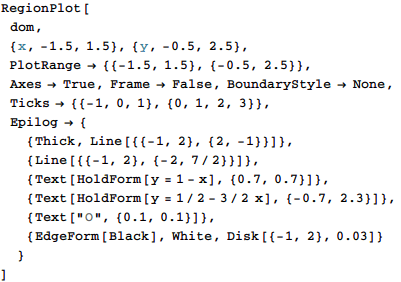 RegionPlot[
dom,
{x, -1.5, 1.5}, {y, -0.5, 2.5},
PlotRange → {{-1.5, 1.5}, {-0.5, 2.5}},
Axes → True, Frame → False, BoundaryStyle → None,
Ticks → {{-1, 0, 1}, {0, 1, 2, 3}},
Epilog → {
{Thick, Line[{{-1, 2}, {2, -1}}]},
{Line[{{-1, 2}, {-2, 7/2}}]},
{Text[HoldForm[y = 1 - x], {0.7, 0.7}]},
{Text[HoldForm[y = 1/2 - 3/2 x], {-0.7, 2.3}]},
{Text["O", {0.1, 0.1}]},
{EdgeForm[Black], White, Disk[{-1, 2}, 0.03]}
}
]